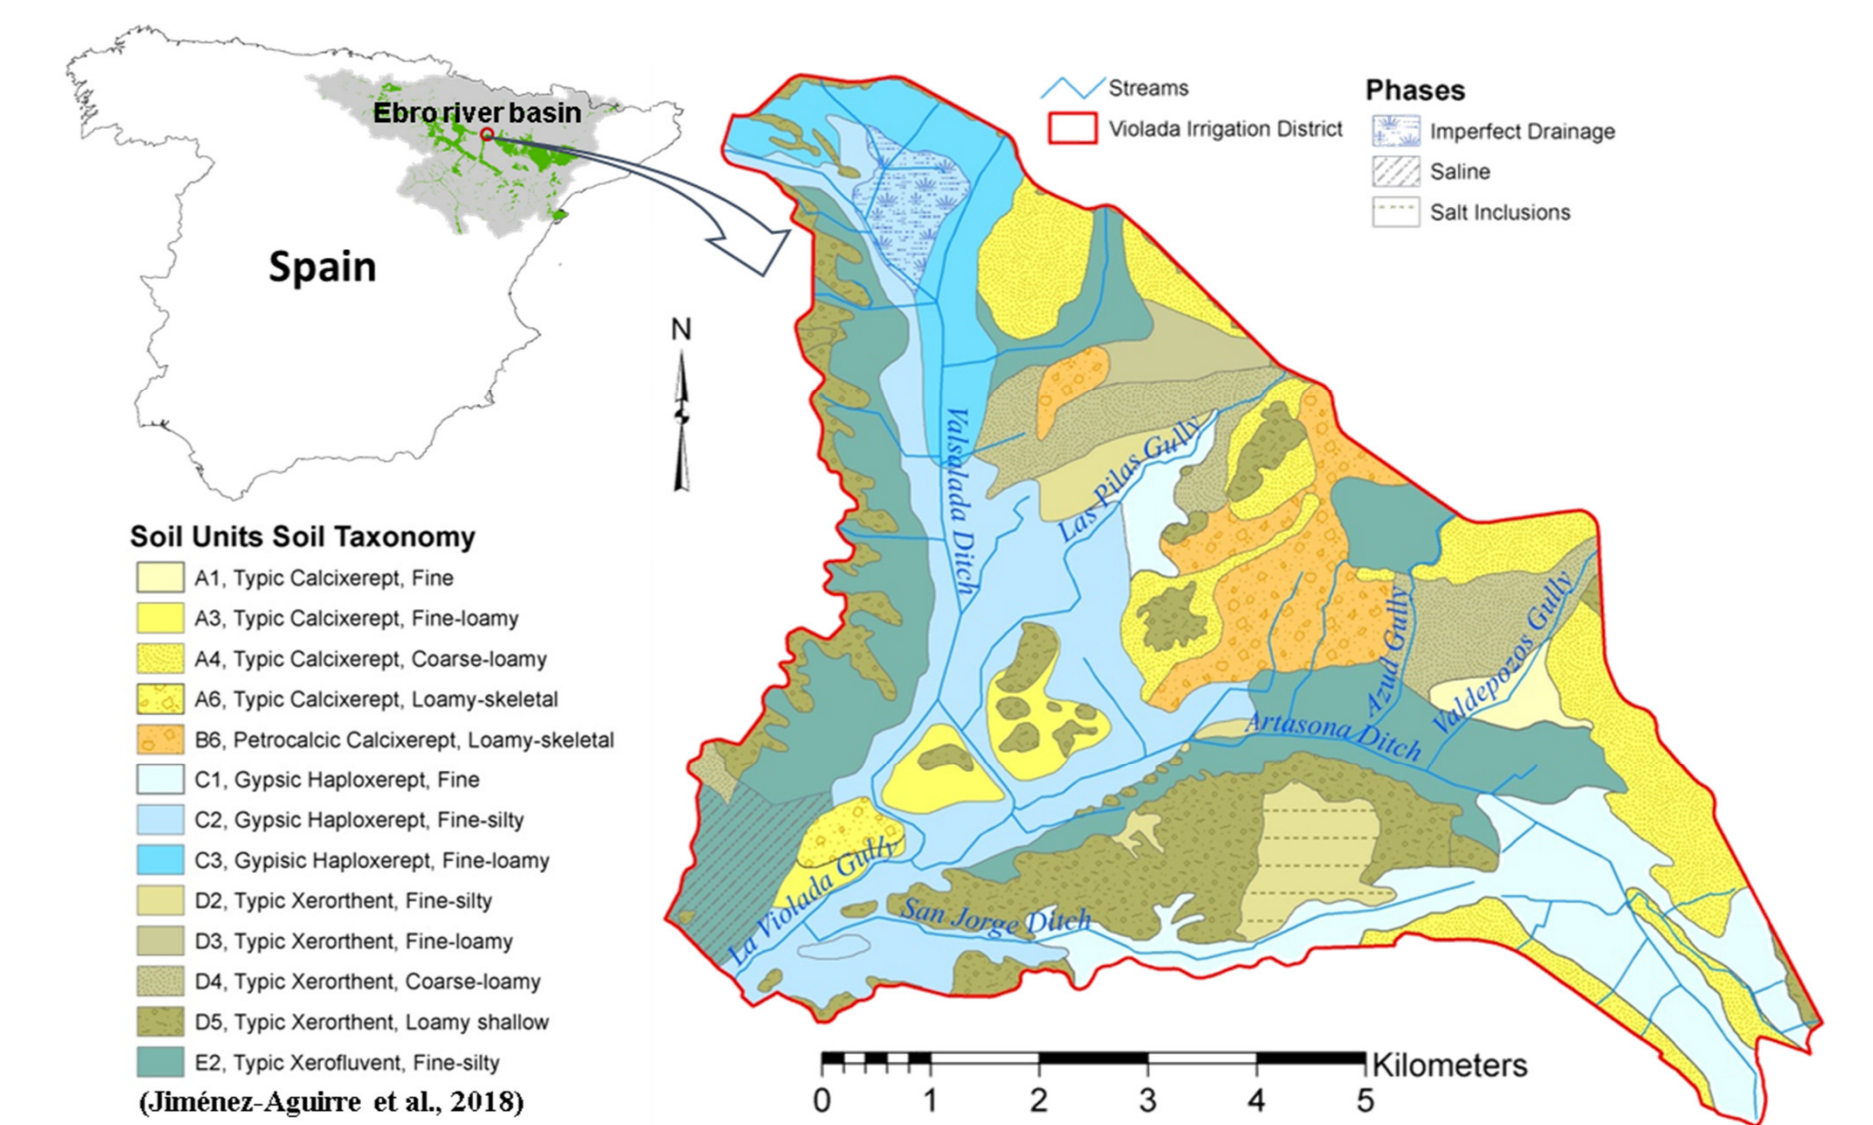 Ebro river basin
Spain
N
Streams
Violada Irrigation District
Phases
Imperfect Drainage
Saline
Salt Inclusions
Valsalada Ditch
Las Pilas Gully
Azud Gully
Valdepozos Gully
Artasona Ditch
La Violada Gully
San Jorge Ditch
Soil Units Soil Taxonomy
A1, Typic Calcixerept, Fine
A3, Typic Calcixerept, Fine-loamy
A4, Typic Calcixerept, Coarse-loamy
A6, Typic Calcixerept, Loamy-skeletal
B6, Petrocalcic Calcixerept, Loamy-skeletal
C1, Gypsic Haploxerept, Fine
C2, Gypsic Haploxerept, Fine-silty
C3, Gypisic Haploxerept, Fine-loamy
D2, Typic Xerorthent, Fine-silty
D3, Typic Xerorthent, Fine-loamy
D4, Typic Xerorthent, Coarse-loamy
D5, Typic Xerorthent, Loamy shallow
E2, Typic Xerofluvent, Fine-silty
(Jiménez-Aguirre et al., 2018)
Kilometers
0 1 2 3 4 5